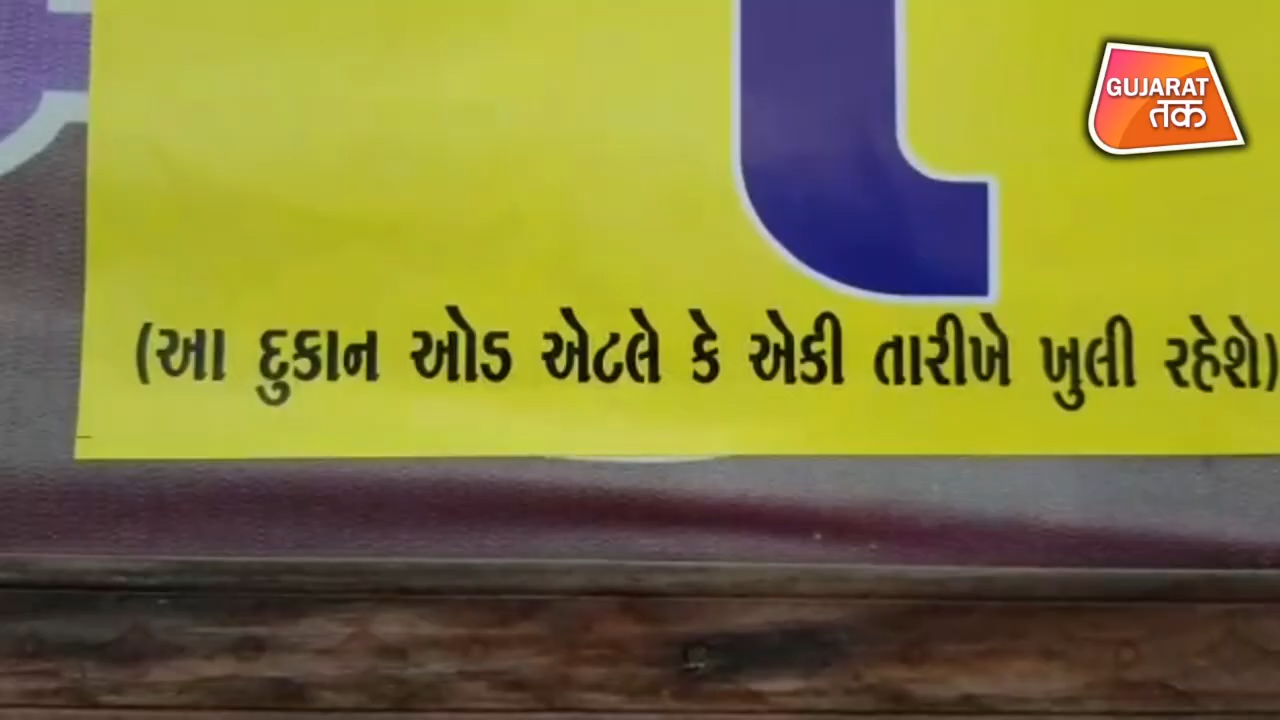 GUJARAT
तक
(આ દુકાન ઓડ એટલે કે એકી તારીખે ખુલી રહેશે)